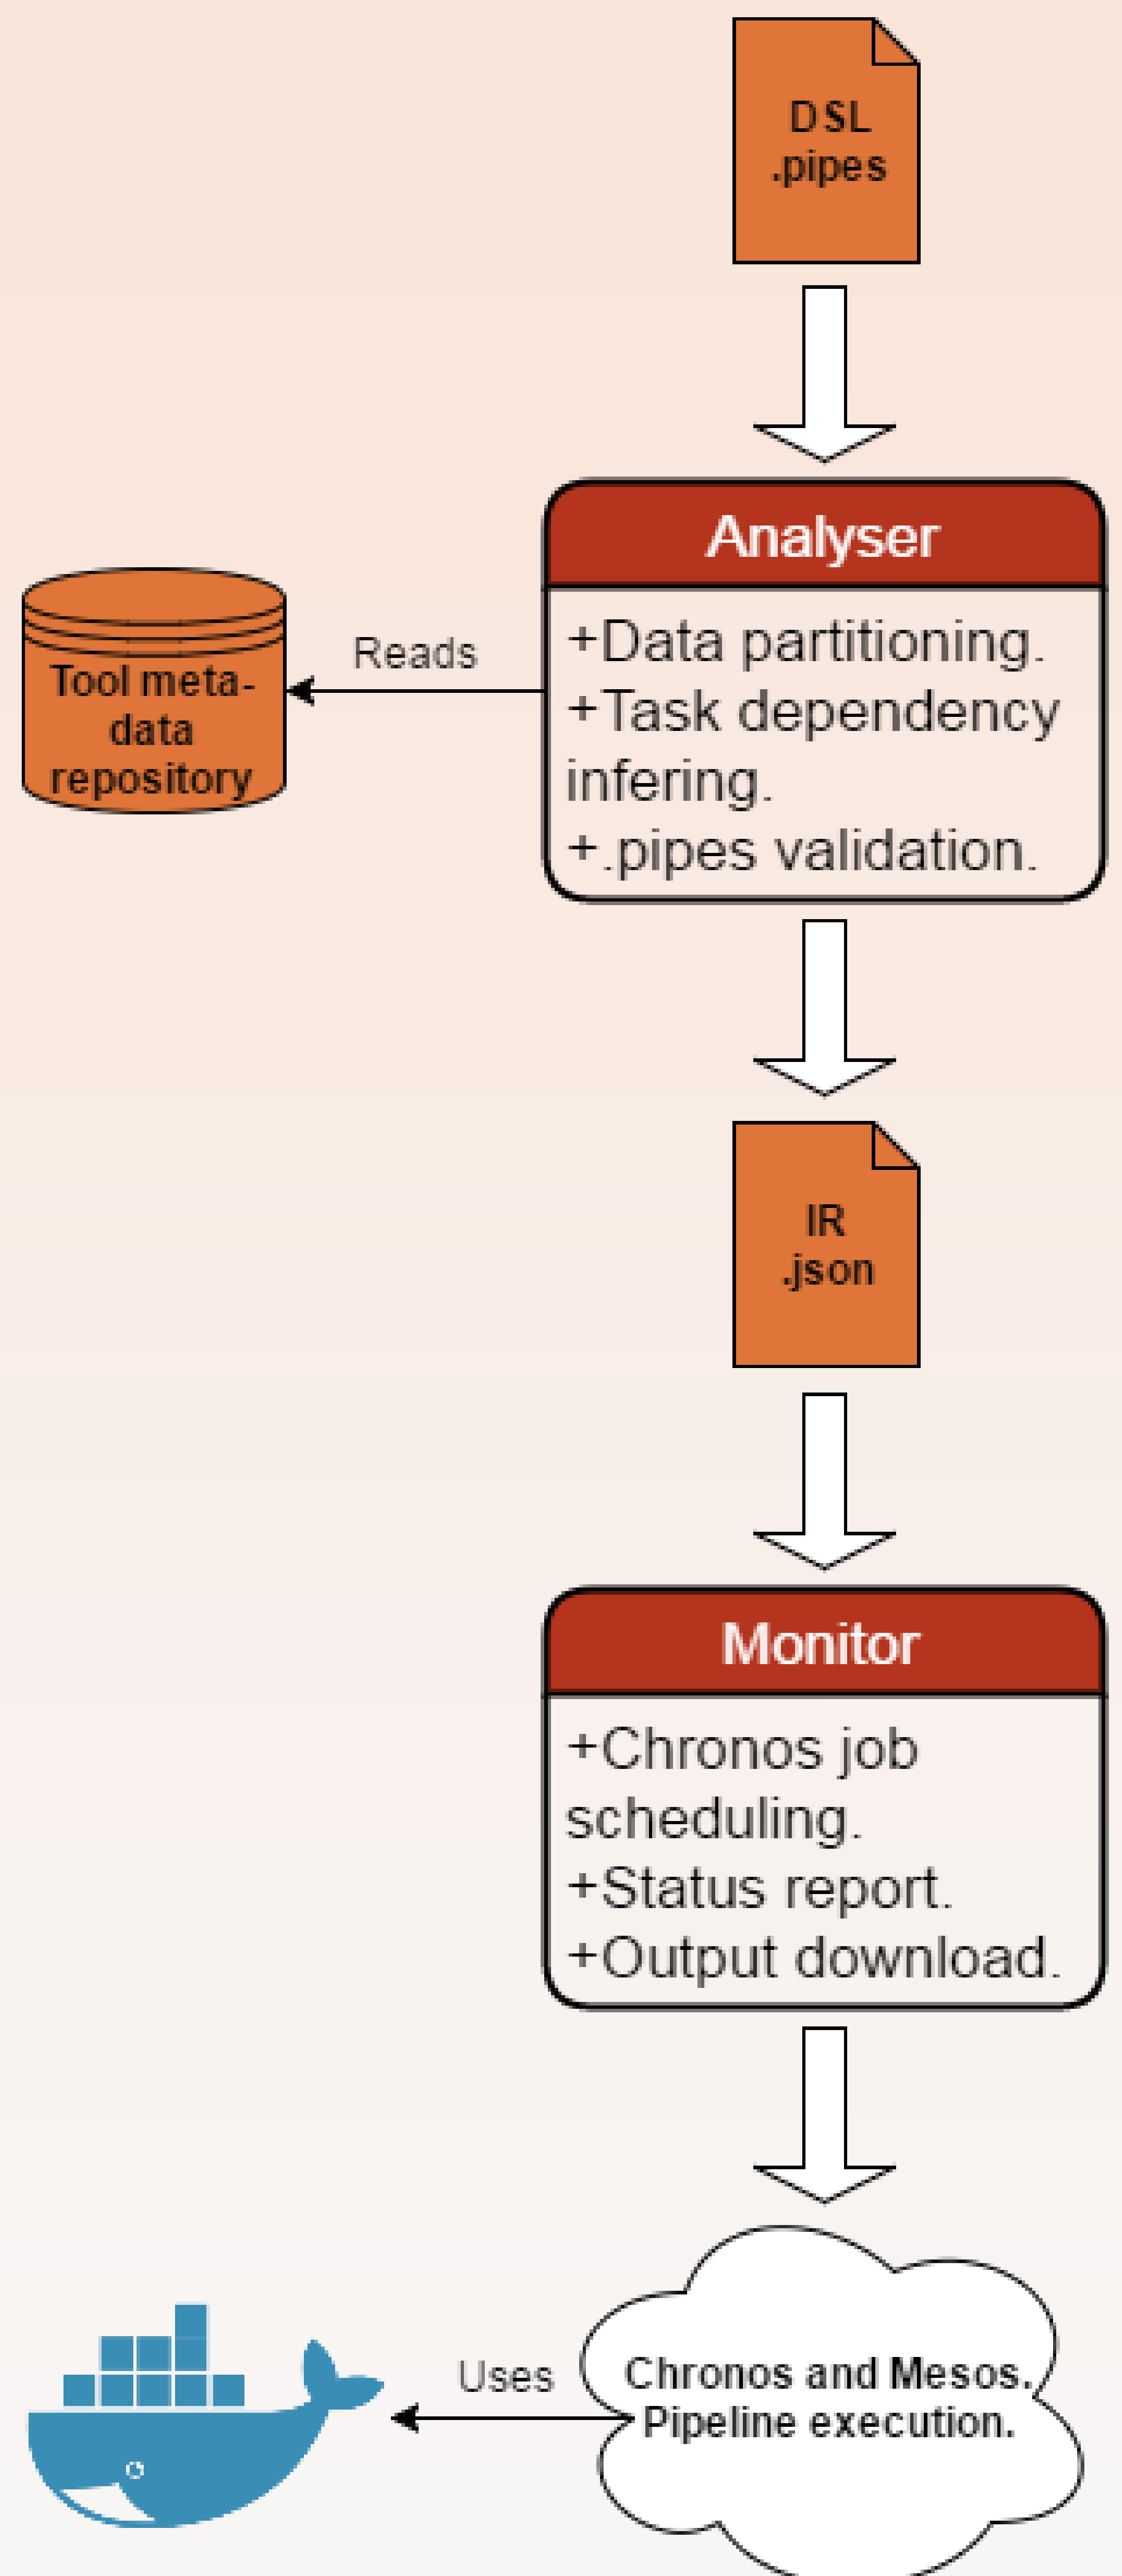 DSL
.pipes
Analyser
+Data partitioning.
+Task dependency
infering.
+.pipes validation.
Reads
Tool meta-
data
repository
IR
.json
Monitor
+Chronos job
scheduling.
+Status report.
+Output download.
Uses
Chronos and Mesos.
Pipeline execution.